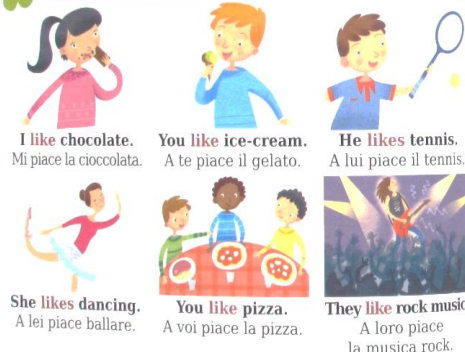 I like chocolate.
Mi piace la cioccolata.
You like ice-cream.
A te piace il gelato.
He likes tennis.
A lui piace il tennis.
She likes dancing.
A lei piace ballare.
You like pizza.
A voi piace la pizza.
They like rock music
A loro piace
la musica rock.